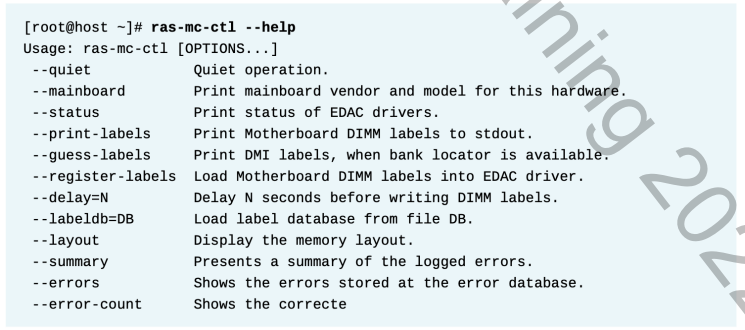 [root@host ~]# ras-mc-ctl --help
Usage: ras-mc-ctl [OPTIONS...]
--quiet Quiet operation.
--mainboard Print mainboard vendor and model for this hardware.
--status Print status of EDAC drivers.
--print-labels Print Motherboard DIMM labels to stdout.
--guess-labels Print DMI labels, when bank locator is available.
--register-labels Load Motherboard DIMM labels into EDAC driver.
--delay=N Delay N seconds before writing DIMM labels.
--labeldb=DB Load label database from file DB.
--layout Display the memory layout.
--summary Presents a summary of the logged errors.
--errors Shows the errors stored at the error database.
--error-count Shows the correcte